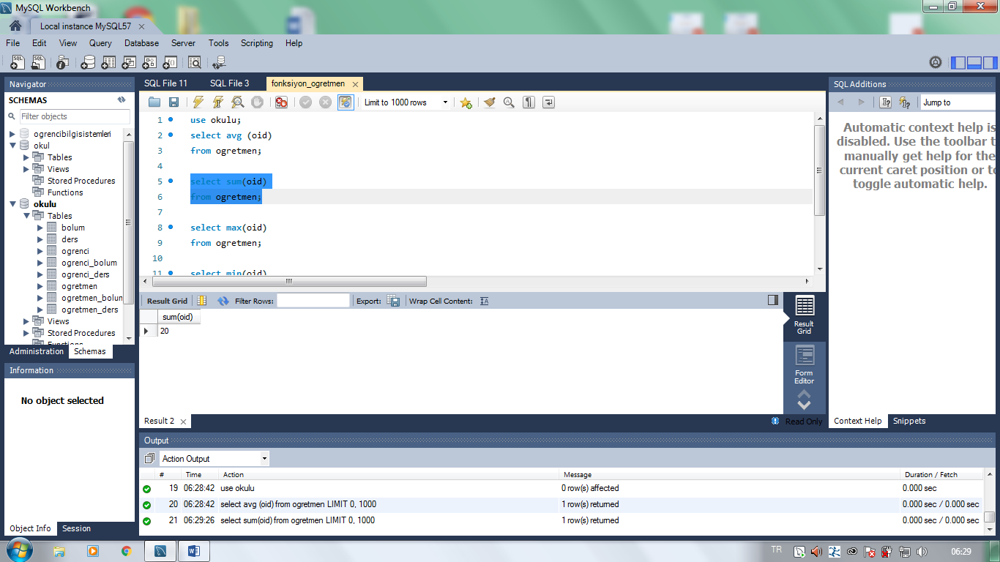 MySQL Workbench
Local instance MySQL57
File Edit View Query Database Server Tools Scripting Help
Navigator
SCHEMAS
Filter objects
ogrencibilgisistemleri
okul
Tables
Views
Stored Procedures
Functions
okulu
Tables
bolum
ders
ogrenci
ogrenci_bolum
ogrenci_ders
ogretmen
ogretmen_bolun
ogretmen_ders
Views
Stored Procedures
Functions
Administration Schemas
Information
No object selected
Object Info Session
SQL File 11 SQL File 3 fonksiyon_ogretmen
Limit to 1000 rows
1 use okulu;
2 select avg (oid)
3 from ogretmen;
4
5 select sum(oid)
6 from ogretmen;
7
8 select max(oid)
9 from ogretmen;
10
11 select min(oid)
Result Grid Filter Rows: Export: Wrap Cell Content:
sum(oid)
20
Result Grid
Form Editor
Result 2
Read Only
SQL Additions
Jump to
Automatic context help is
disabled. Use the toolbar t
manually get help for the
current caret position or to
toggle automatic help.
Context Help Snippets
Output
Action Output
# Time Action Message Duration / Fetch
19 06:28:42 use okulu 0 row(s) affected 0.000 sec
20 06:28:42 select avg (oid) from ogretmen LIMIT 0, 1000 1 row(s) returned 0.000 sec / 0.000 sec
21 06:29:26 select sum(oid) from ogretmen LIMIT 0, 1000 1 row(s) returned 0.000 sec / 0.000 sec
TR 06:29